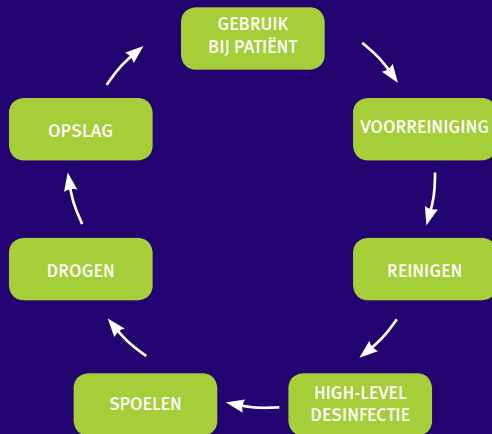 GEBRUIK
BIJ PATIËNT
VOORREINIGING
REINIGEN
HIGH-LEVEL
DESINFECTIE
SPOELEN
DROGEN
OPSLAG